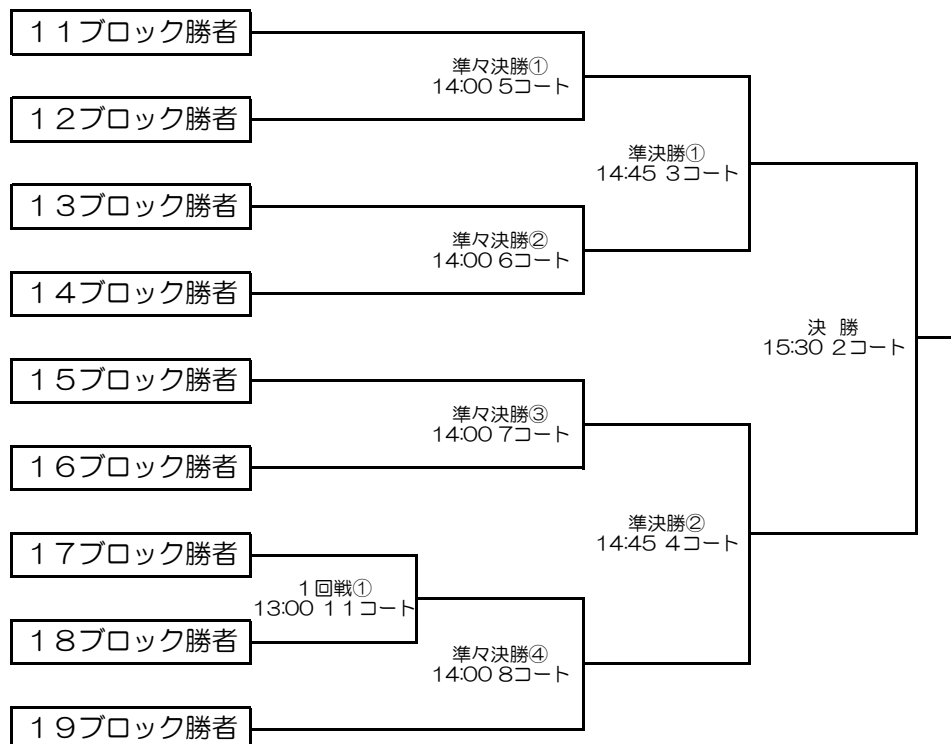 １１ブロック勝者
準々決勝①
14:00 5コート
１２ブロック勝者
準決勝①
14:45 3コート
１３ブロック勝者
準々決勝②
14:00 6コート
１４ブロック勝者
決 勝
15:30 2コート
１５ブロック勝者
準々決勝③
14:00 7コート
１６ブロック勝者
準決勝②
14:45 4コート
１７ブロック勝者
１回戦①
13:00 １１コート
１８ブロック勝者
準々決勝④
14:00 8コート
１９ブロック勝者